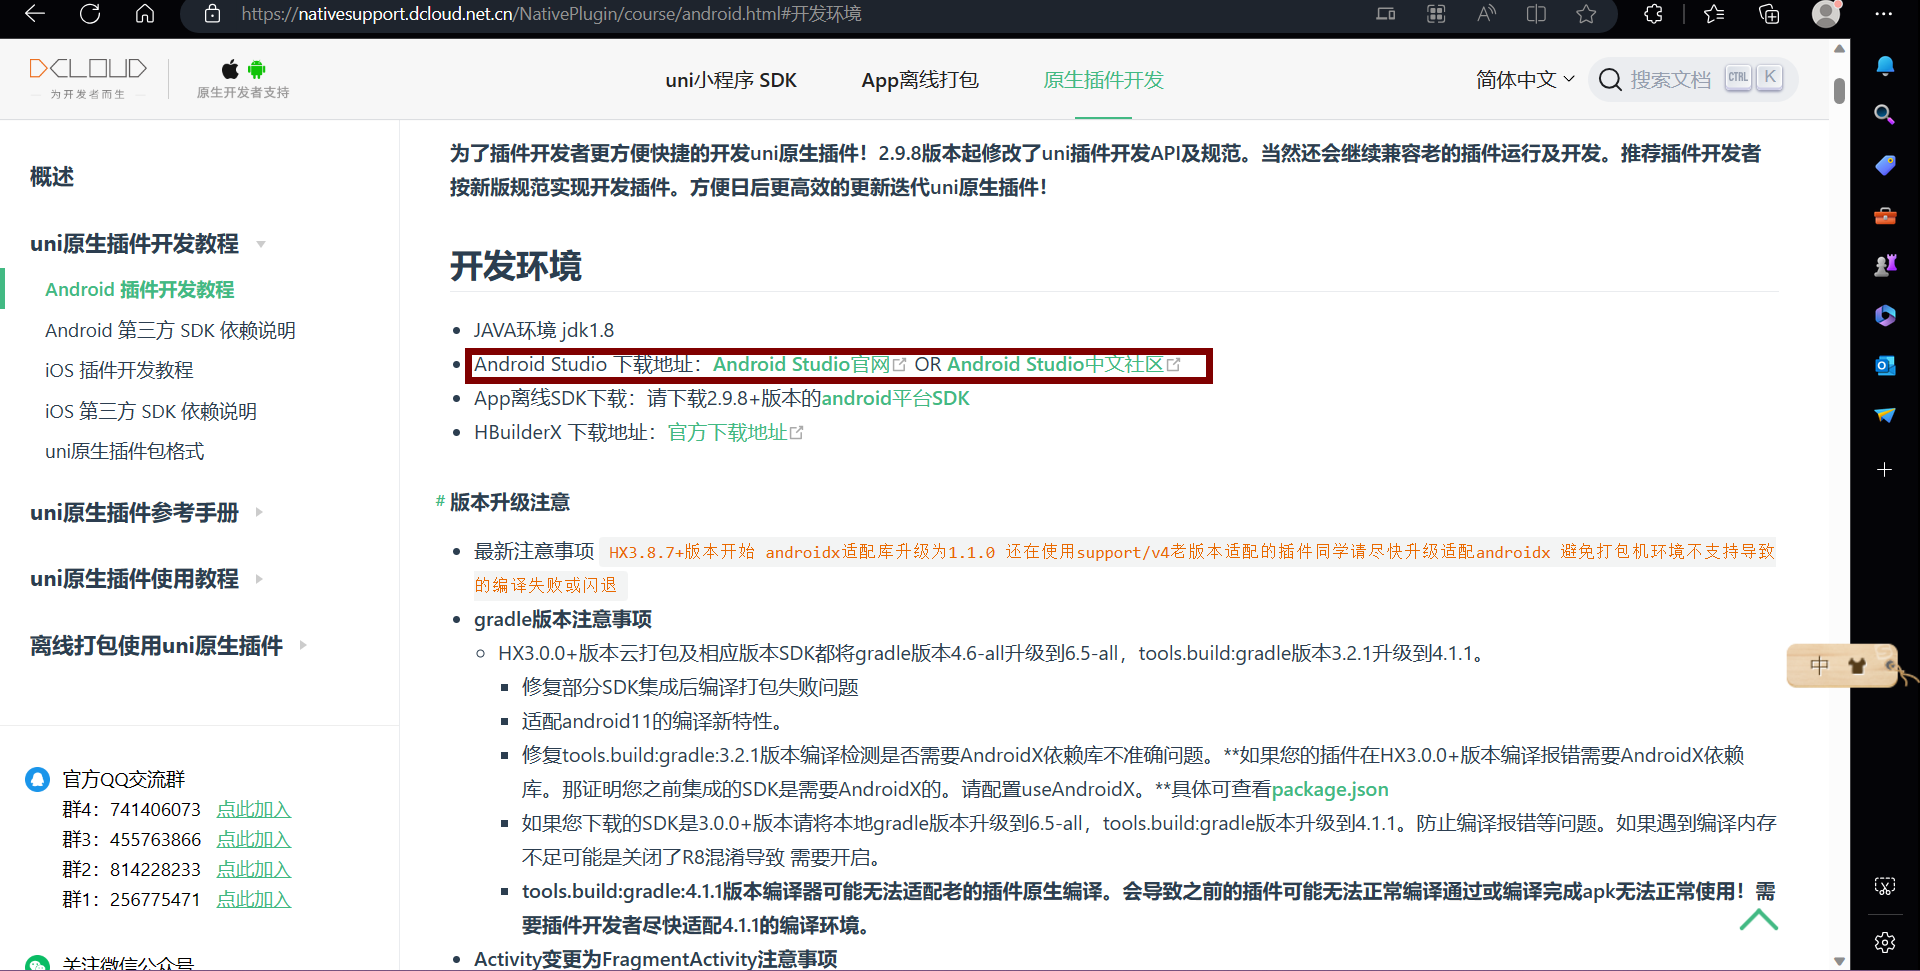 https://nativesupport.dcloud.net.cn/NativePlugin/course/android.html#开发环境
DCLOUD
为开发者而生
原生开发者支持
uni小程序 SDK
App离线打包
原生插件开发
简体中文
搜索文档
CTRL
K
概述
uni原生插件开发教程
Android 插件开发教程
Android 第三方 SDK 依赖说明
iOS 插件开发教程
iOS 第三方 SDK 依赖说明
uni原生插件包格式
uni原生插件参考手册
uni原生插件使用教程
离线打包使用uni原生插件
官方QQ交流群
群4：741406073 点此加入
群3：455763866 点此加入
群2：814228233 点此加入
群1：256775471 点此加入
关注微信公众号
为了插件开发者更方便快捷的开发uni原生插件！2.9.8版本起修改了uni插件开发API及规范。当然还会继续兼容老的插件运行及开发。推荐插件开发者
按新版规范实现开发插件。方便日后更高效的更新迭代uni原生插件！
开发环境
JAVA环境 jdk1.8
Android Studio 下载地址：Android Studio官网 OR Android Studio中文社区
App离线SDK下载：请下载2.9.8+版本的android平台SDK
HBuilderX 下载地址：官方下载地址
# 版本升级注意
最新注意事项 HX3.8.7+版本开始 androidx适配库升级为1.1.0 还在使用support/v4老版本适配的插件同学请尽快升级适配androidx 避免打包机环境不支持导致
的编译失败或闪退
gradle版本注意事项
HX3.0.0+版本云打包及相应版本SDK都将gradle版本4.6-all升级到6.5-all，tools.build:gradle版本3.2.1升级到4.1.1。
修复部分SDK集成后编译打包失败问题
适配android11的编译新特性。
修复tools.build:gradle:3.2.1版本编译检测是否需要AndroidX依赖库不准确问题。**如果您的插件在HX3.0.0+版本编译报错需要AndroidX依赖
库。那证明您之前集成的SDK是需要AndroidX的。请配置useAndroidX。**具体可查看package.json
如果您下载的SDK是3.0.0+版本请将本地gradle版本升级到6.5-all，tools.build:gradle版本升级到4.1.1。防止编译报错等问题。如果遇到编译内存
不足可能是关闭了R8混淆导致 需要开启。
tools.build:gradle:4.1.1版本编译器可能无法适配老的插件原生编译。会导致之前的插件可能无法正常编译通过或编译完成apk无法正常使用！需
要插件开发者尽快适配4.1.1的编译环境。
Activity变更为FragmentActivity注意事项
中